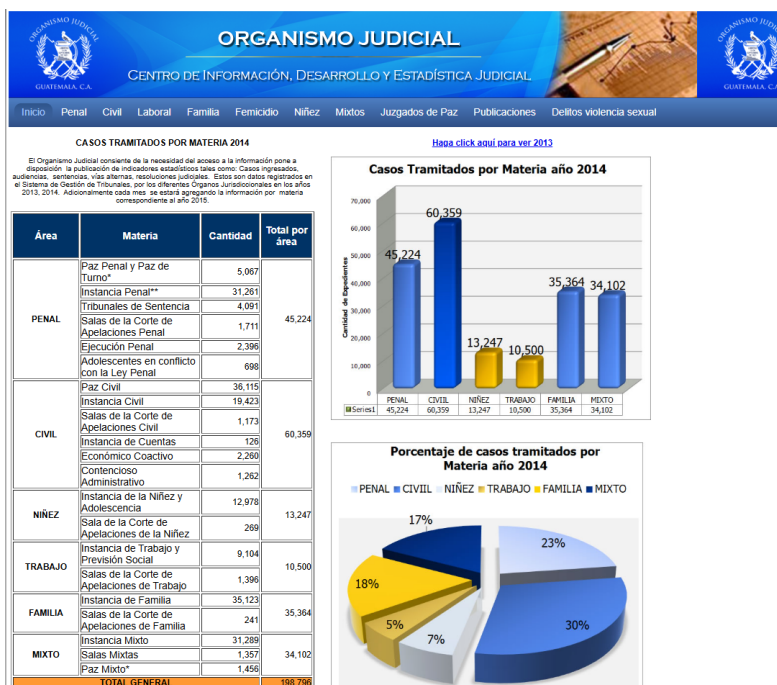 ORGANISMO JUDICIAL
CENTRO DE INFORMACIÓN, DESARROLLO Y ESTADÍSTICA JUDICIAL
ORGANISMO JUDICIAL
GUATEMALA, C.A.
ORGANISMO JUDICIAL
GUATEMALA, C.A.
Inicio Penal Civil Laboral Familia Femicidio Niñez Mixtos Juzgados de Paz Publicaciones Delitos violencia sexual
CASOS TRAMITADOS POR MATERIA 2014
El Organismo Judicial consiente de la necesidad del acceso a la información pone a
disposición la publicación de indicadores estadísticos tales como: Casos ingresados,
audiencias, sentencias, vías alternas, resoluciones judiciales. Estos son datos registrados en
el Sistema de Gestión de Tribunales, por los diferentes Órganos Jurisdiccionales en los años
2013, 2014. Adicionalmente cada mes se estará agregando la información por materia
correspondiente al año 2015.
Área Materia Cantidad Total por
área
PENAL
Paz Penal y Paz de
Turno* 5,067
Instancia Penal** 31,261
Tribunales de Sentencia 4,091
Salas de la Corte de
Apelaciones Penal 1,711
Ejecución Penal 2,396
Adolescentes en conflicto
con la Ley Penal 698
45,224
CIVIL
Paz Civil 36,115
Instancia Civil 19,423
Salas de la Corte de
Apelaciones Civil 1,173
Instancia de Cuentas 126
Económico Coactivo 2,260
Contencioso
Administrativo 1,262
60,359
NIÑEZ
Instancia de la Niñez y
Adolescencia 12,978
Sala de la Corte de
Apelaciones de la Niñez 269
13,247
TRABAJO
Instancia de Trabajo y
Previsión Social 9,104
Salas de la Corte de
Apelaciones de Trabajo 1,396
10,500
FAMILIA
Instancia de Familia 35,123
Salas de la Corte de
Apelaciones de Familia 241
35,364
MIXTO
Instancia Mixto 31,289
Salas Mixtas 1,357
Paz Mixto* 1,456
34,102
TOTAL GENERAL 198,796
Haga click aquí para ver 2013
Casos Tramitados por Materia año 2014
Cantidad de Expedientes
70,000
60,000
50,000
40,000
30,000
20,000
10,000
0
45,224
60,359
13,247
10,500
35,364
34,102
PENAL CIVIIL NIÑEZ TRABAJO FAMILIA MIXTO
Series1 45,224 60,359 13,247 10,500 35,364 34,102
Porcentaje de casos tramitados por
Materia año 2014
PENAL CIVIIL NIÑEZ TRABAJO FAMILIA MIXTO
17%
23%
18%
5%
7%
30%